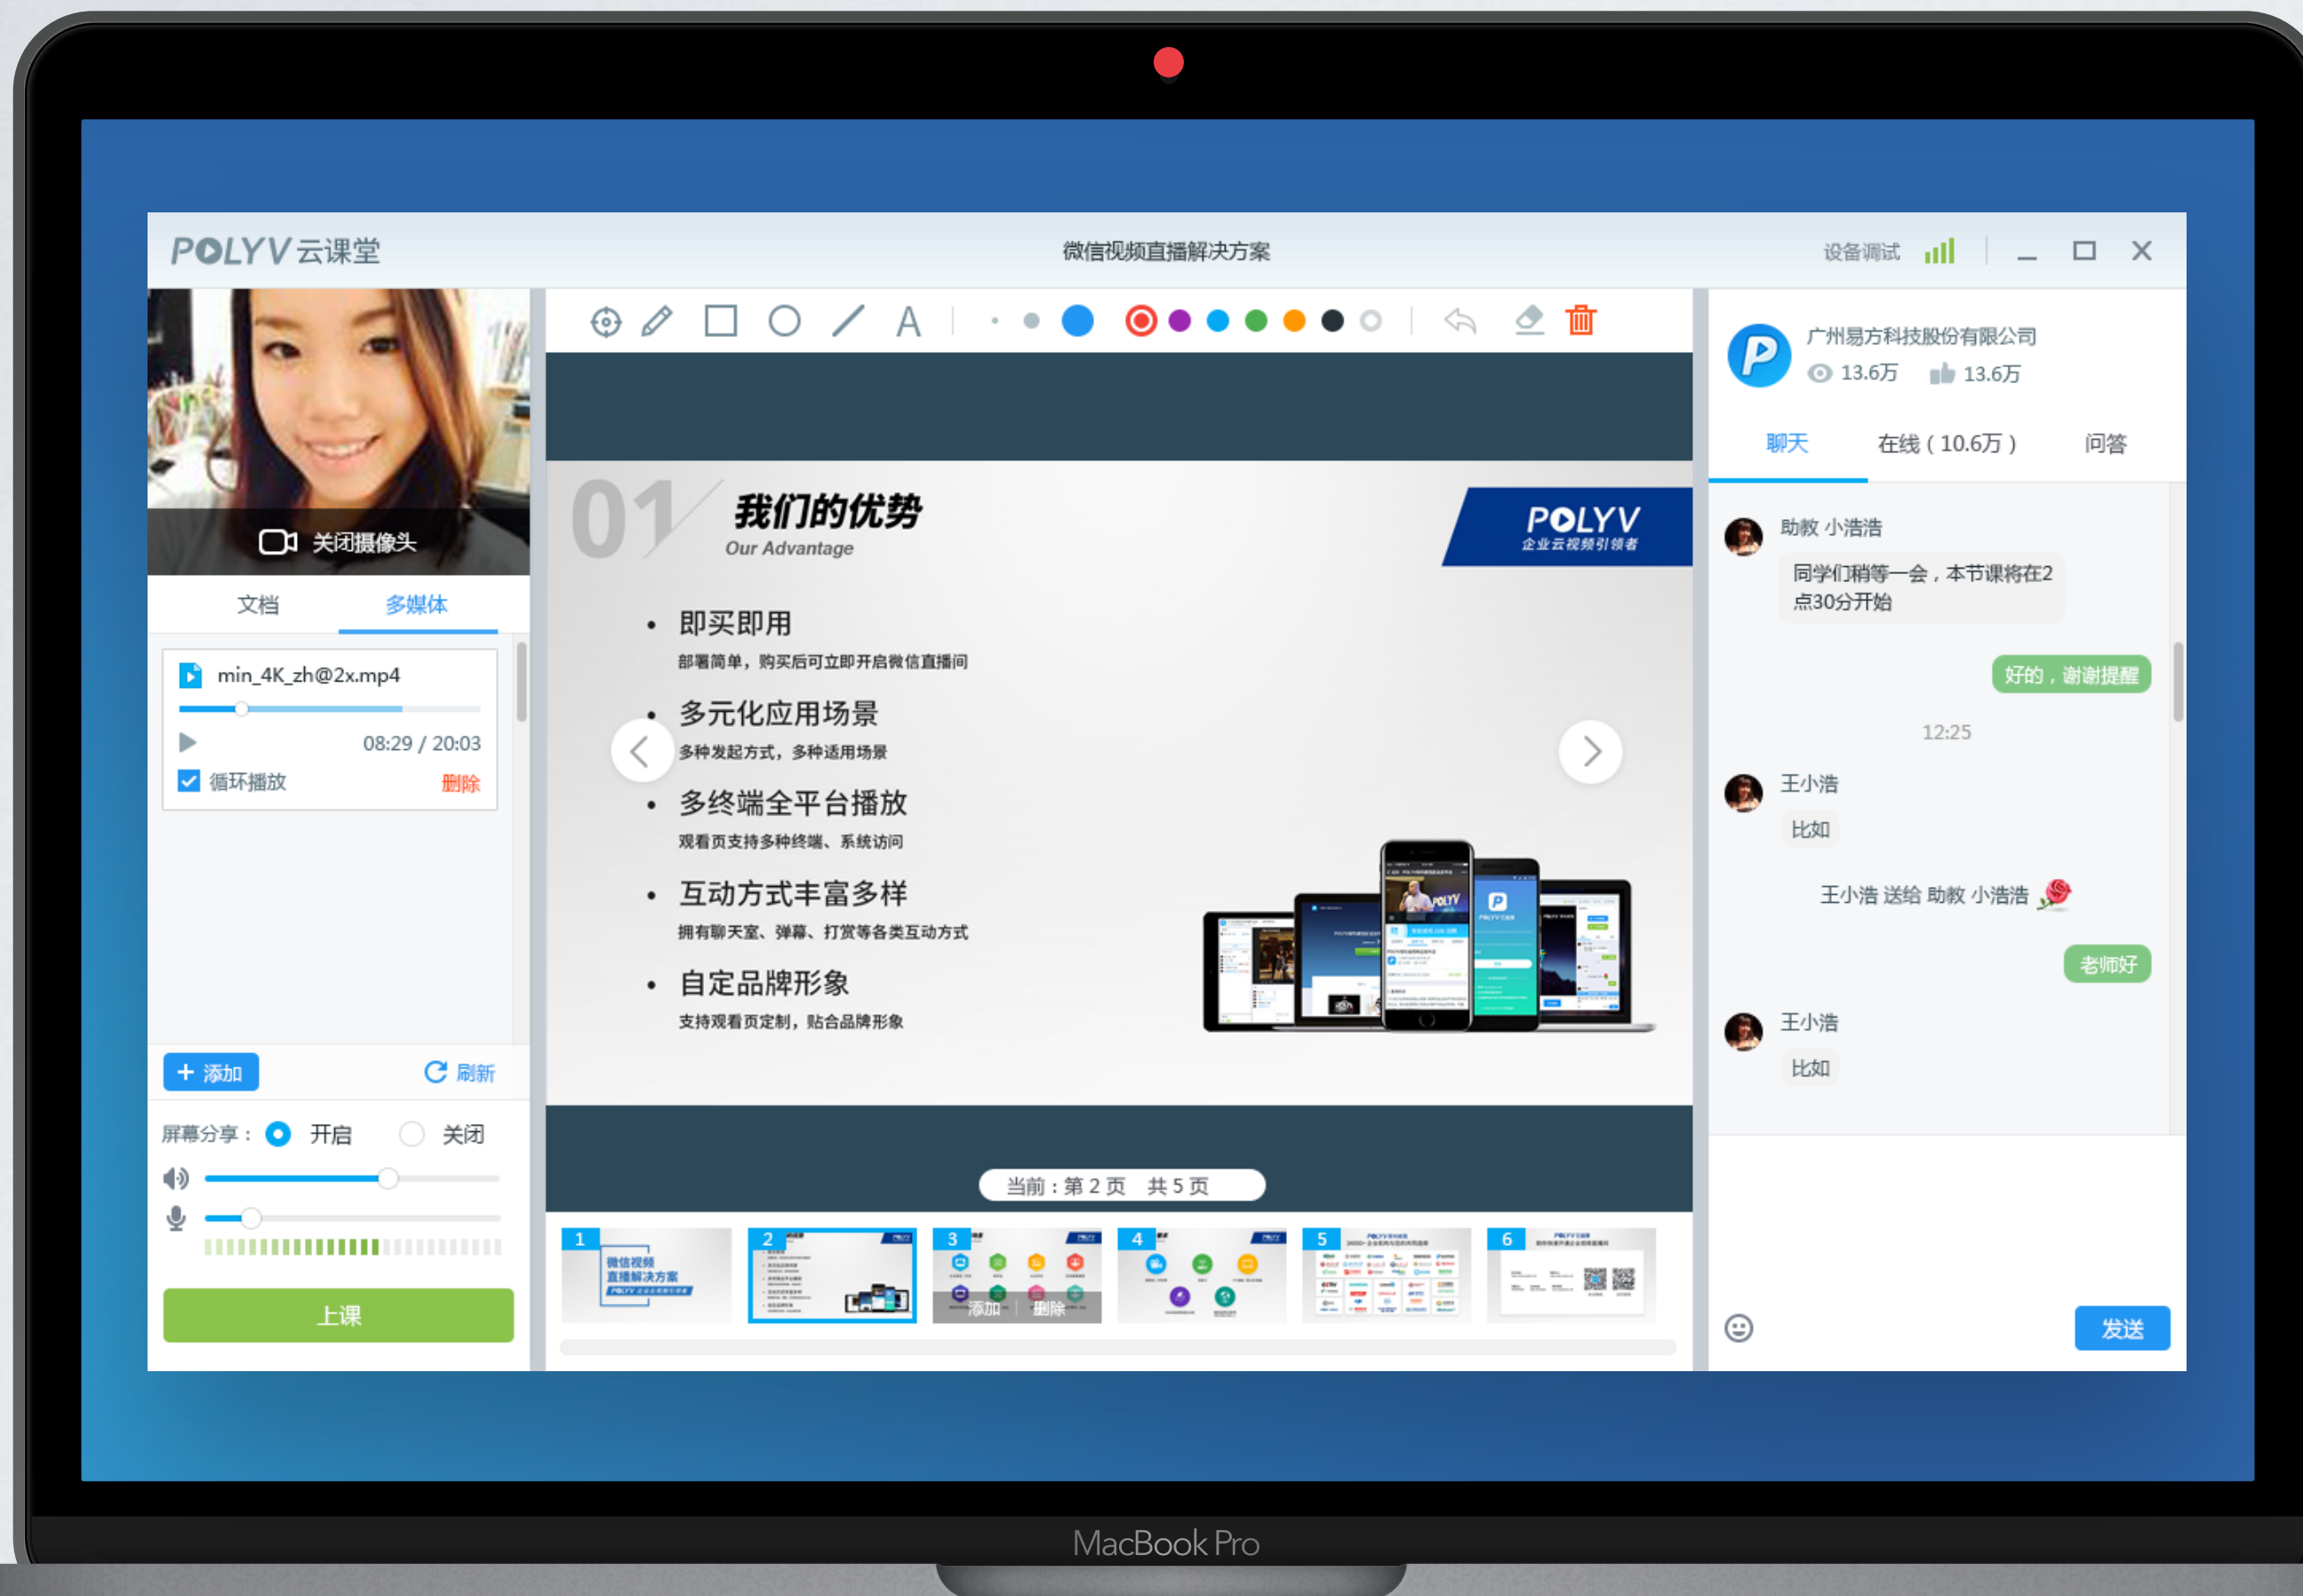 POLYV云课堂
微信视频直播解决方案
设备调试
关闭摄像头
文档
多媒体
min_4K_zh@2x.mp4
08:29 / 20:03
循环播放
删除
添加
刷新
屏幕分享：
开启
关闭
上课
A
01
我们的优势
Our Advantage
POLYV
企业云视频引领者
• 即买即用
部署简单，购买后可立即开启微信直播间
• 多元化应用场景
多种发起方式，多种适用场景
• 多终端全平台播放
观看页支持多种终端、系统访问
• 互动方式丰富多样
拥有聊天室、弹幕、打赏等各类互动方式
• 自定品牌形象
支持观看页定制，贴合品牌形象
当前：第 2 页 共 5 页
1
微信视频
直播解决方案
2
3
添加
删除
4
5
6
广州易方科技股份有限公司
13.6万
13.6万
聊天
在线（10.6万）
问答
助教 小浩浩
同学们稍等一会，本节课将在2
点30分开始
好的，谢谢提醒
12:25
王小浩
比如
王小浩 送给 助教 小浩浩
老师好
王小浩
比如
发送
MacBook Pro